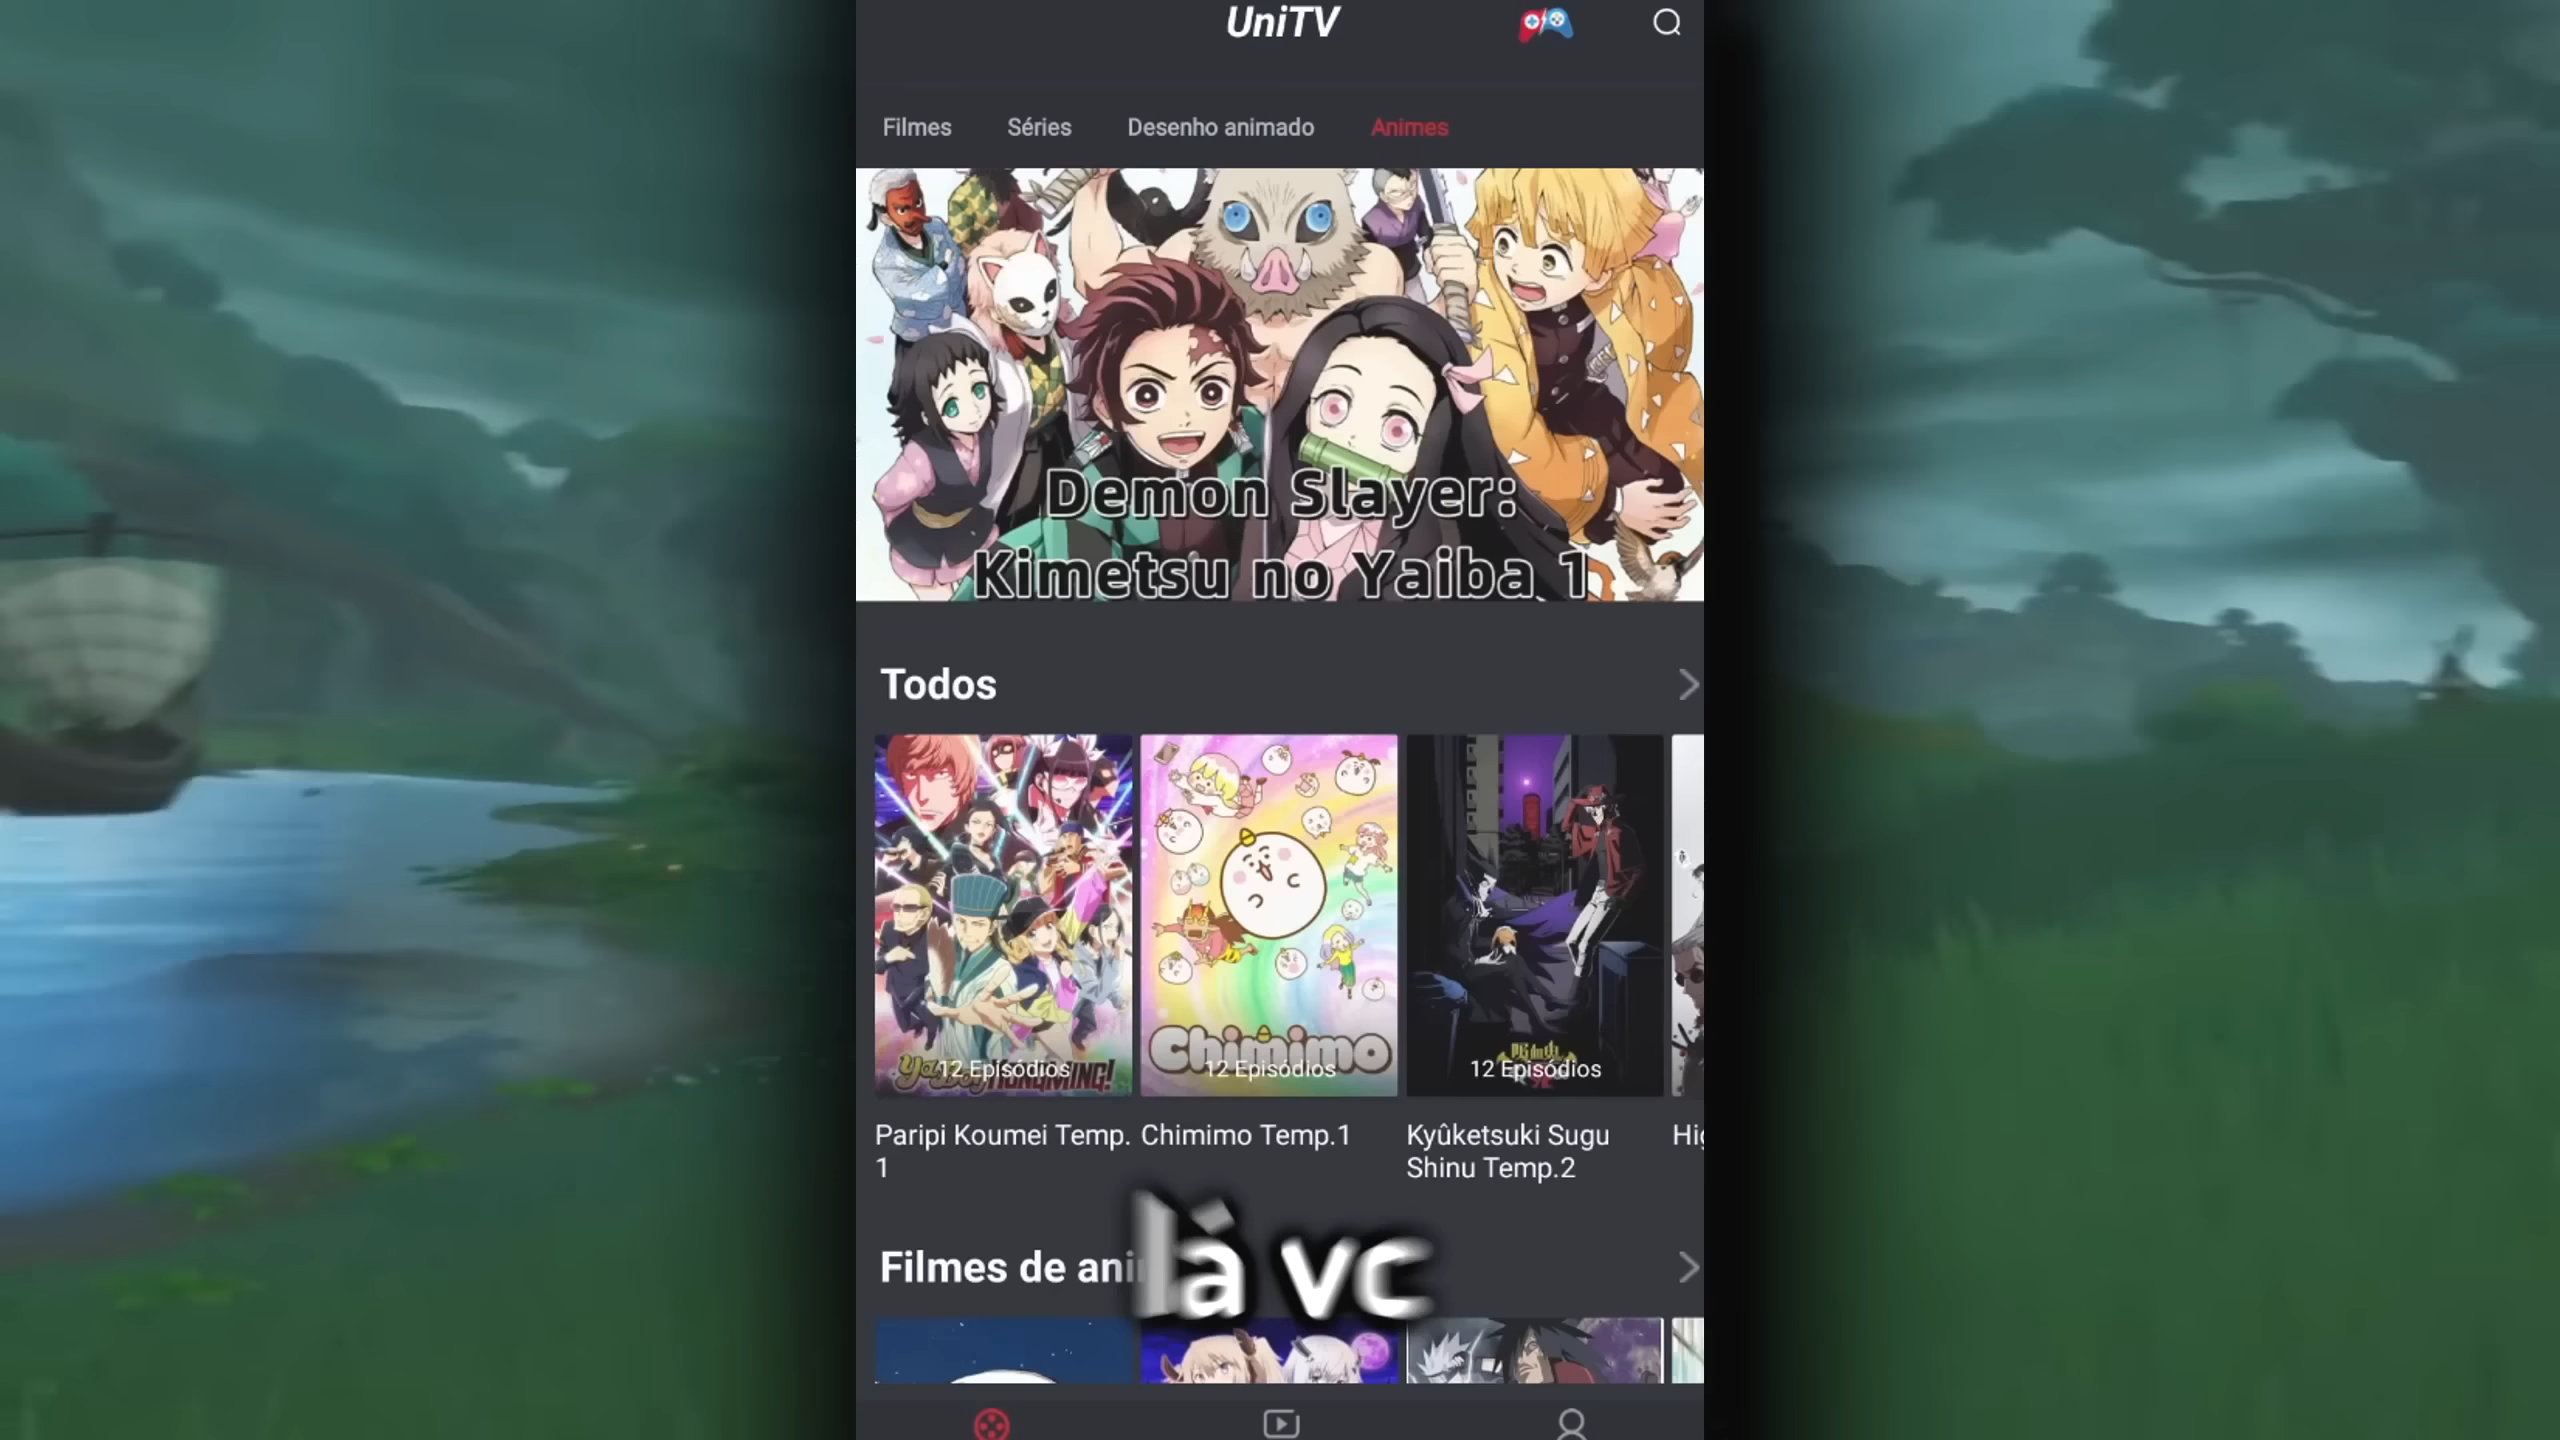 UniTV
Filmes Séries Desenho animado Animes
Demon Slayer:
Kimetsu no Yaiba 1
Todos
12 Episódios
Chimimo
12 Episódios
12 Episódios
Paripi Koumei Temp.
1
Chimimo Temp.1
Kyûketsuki Sugu
Shinu Temp.2
Filmes de ani
là vc